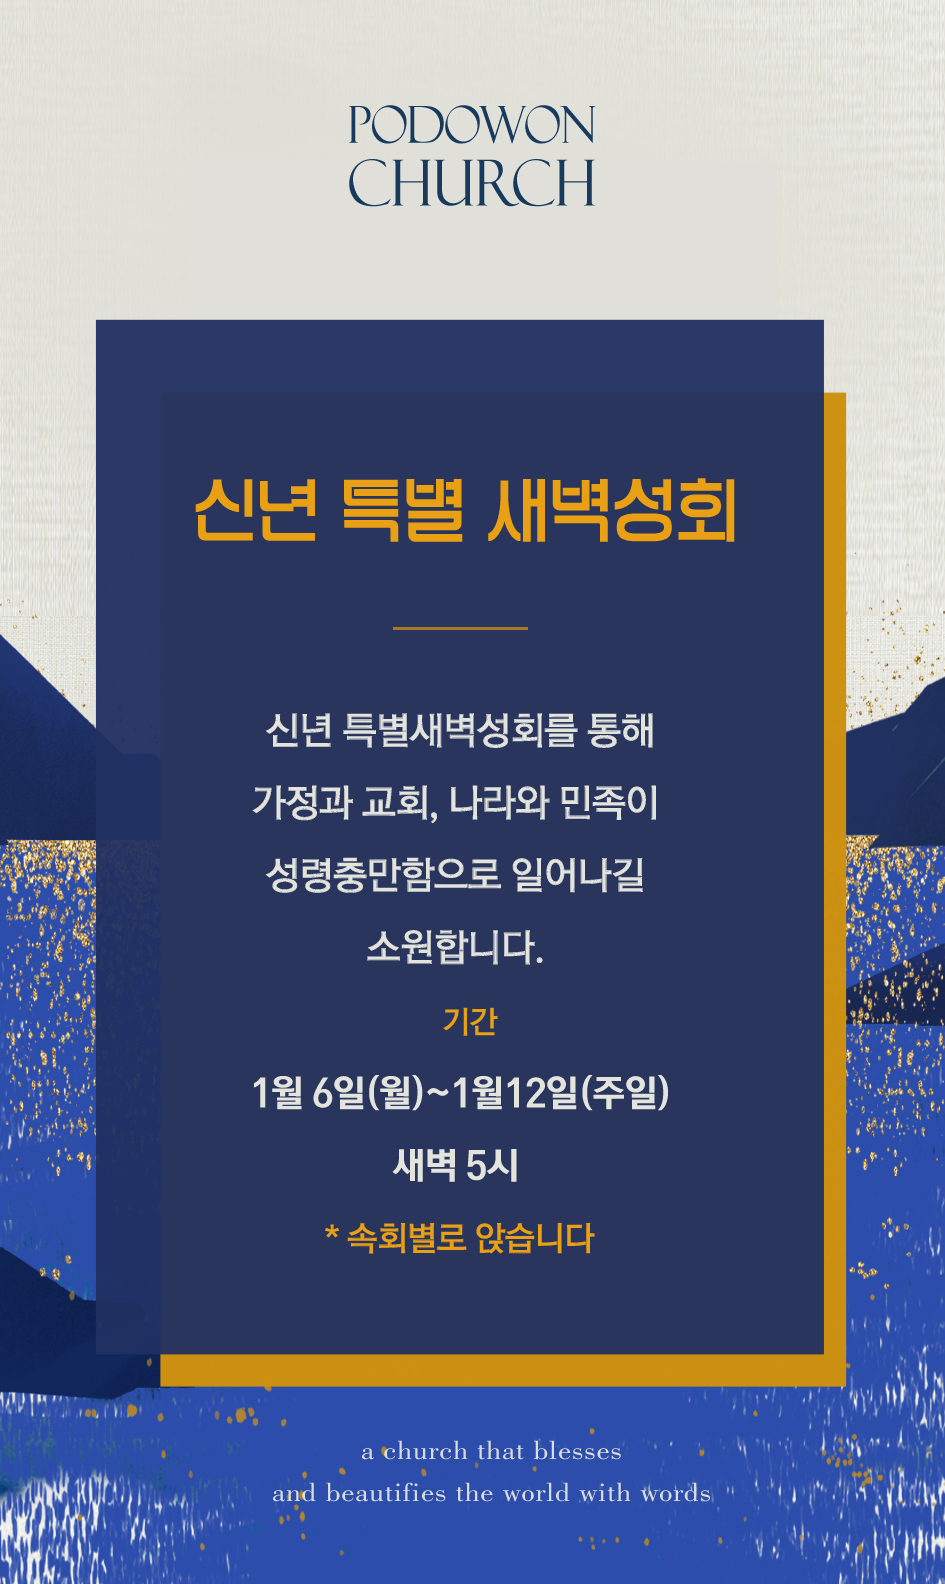 PODOWON
CHURCH
신년 특별 새벽성회
신년 특별새벽성회를 통해
가정과 교회, 나라와 민족이
성령충만함으로 일어나길
소원합니다.
기간
1월 6일(월)~1월12일(주일)
새벽 5시
* 속회별로 앉습니다
a church that blesses
and beautifies the world with words